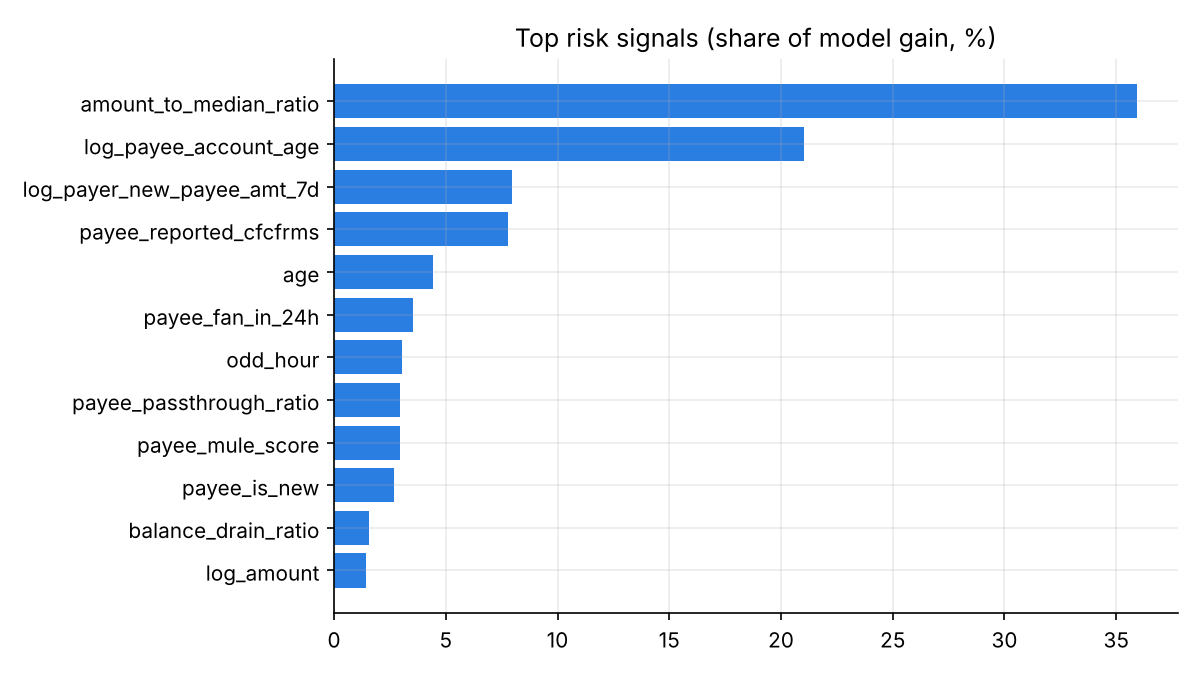 Top risk signals (share of model gain, %)
amount_to_median_ratio
log_payee_account_age
log_payer_new_payee_amt_7d
payee_reported_cfcfrms
age
payee_fan_in_24h
odd_hour
payee_passthrough_ratio
payee_mule_score
payee_is_new
balance_drain_ratio
log_amount
0 5 10 15 20 25 30 35